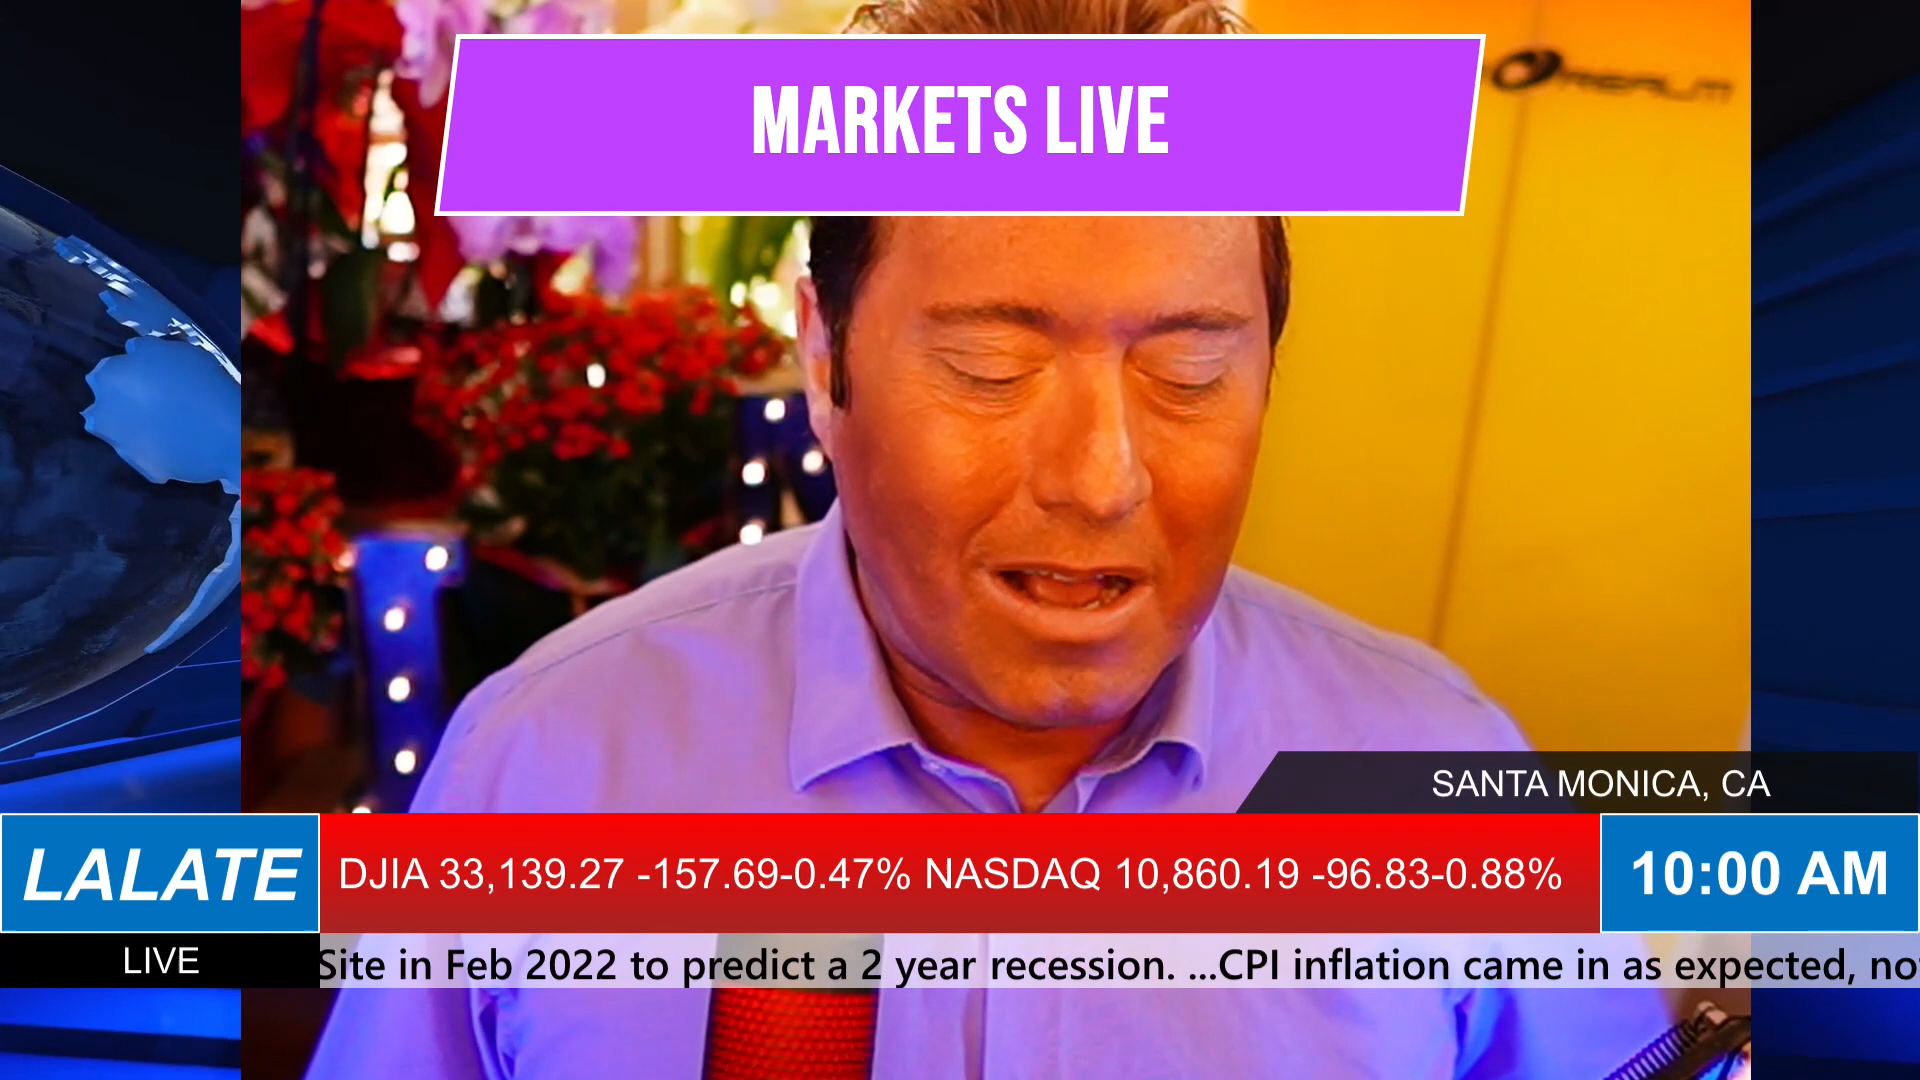 MARKETS LIVE
SANTA MONICA, CA
LALATE
DJIA 33,139.27 -157.69-0.47% NASDAQ 10,860.19 -96.83-0.88%
10:00 AM
LIVE
Site in Feb 2022 to predict a 2 year recession. ...CPI inflation came in as expected,